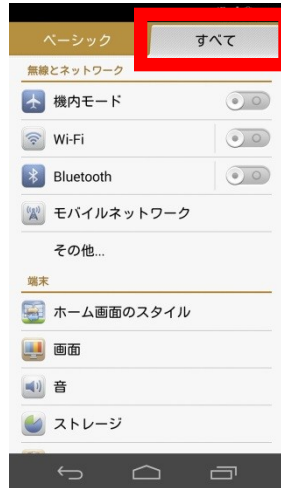 ベーシック
すべて
無線とネットワーク
機内モード
Wi-Fi
Bluetooth
モバイルネットワーク
その他...
端末
ホーム画面のスタイル
画面
音
ストレージ